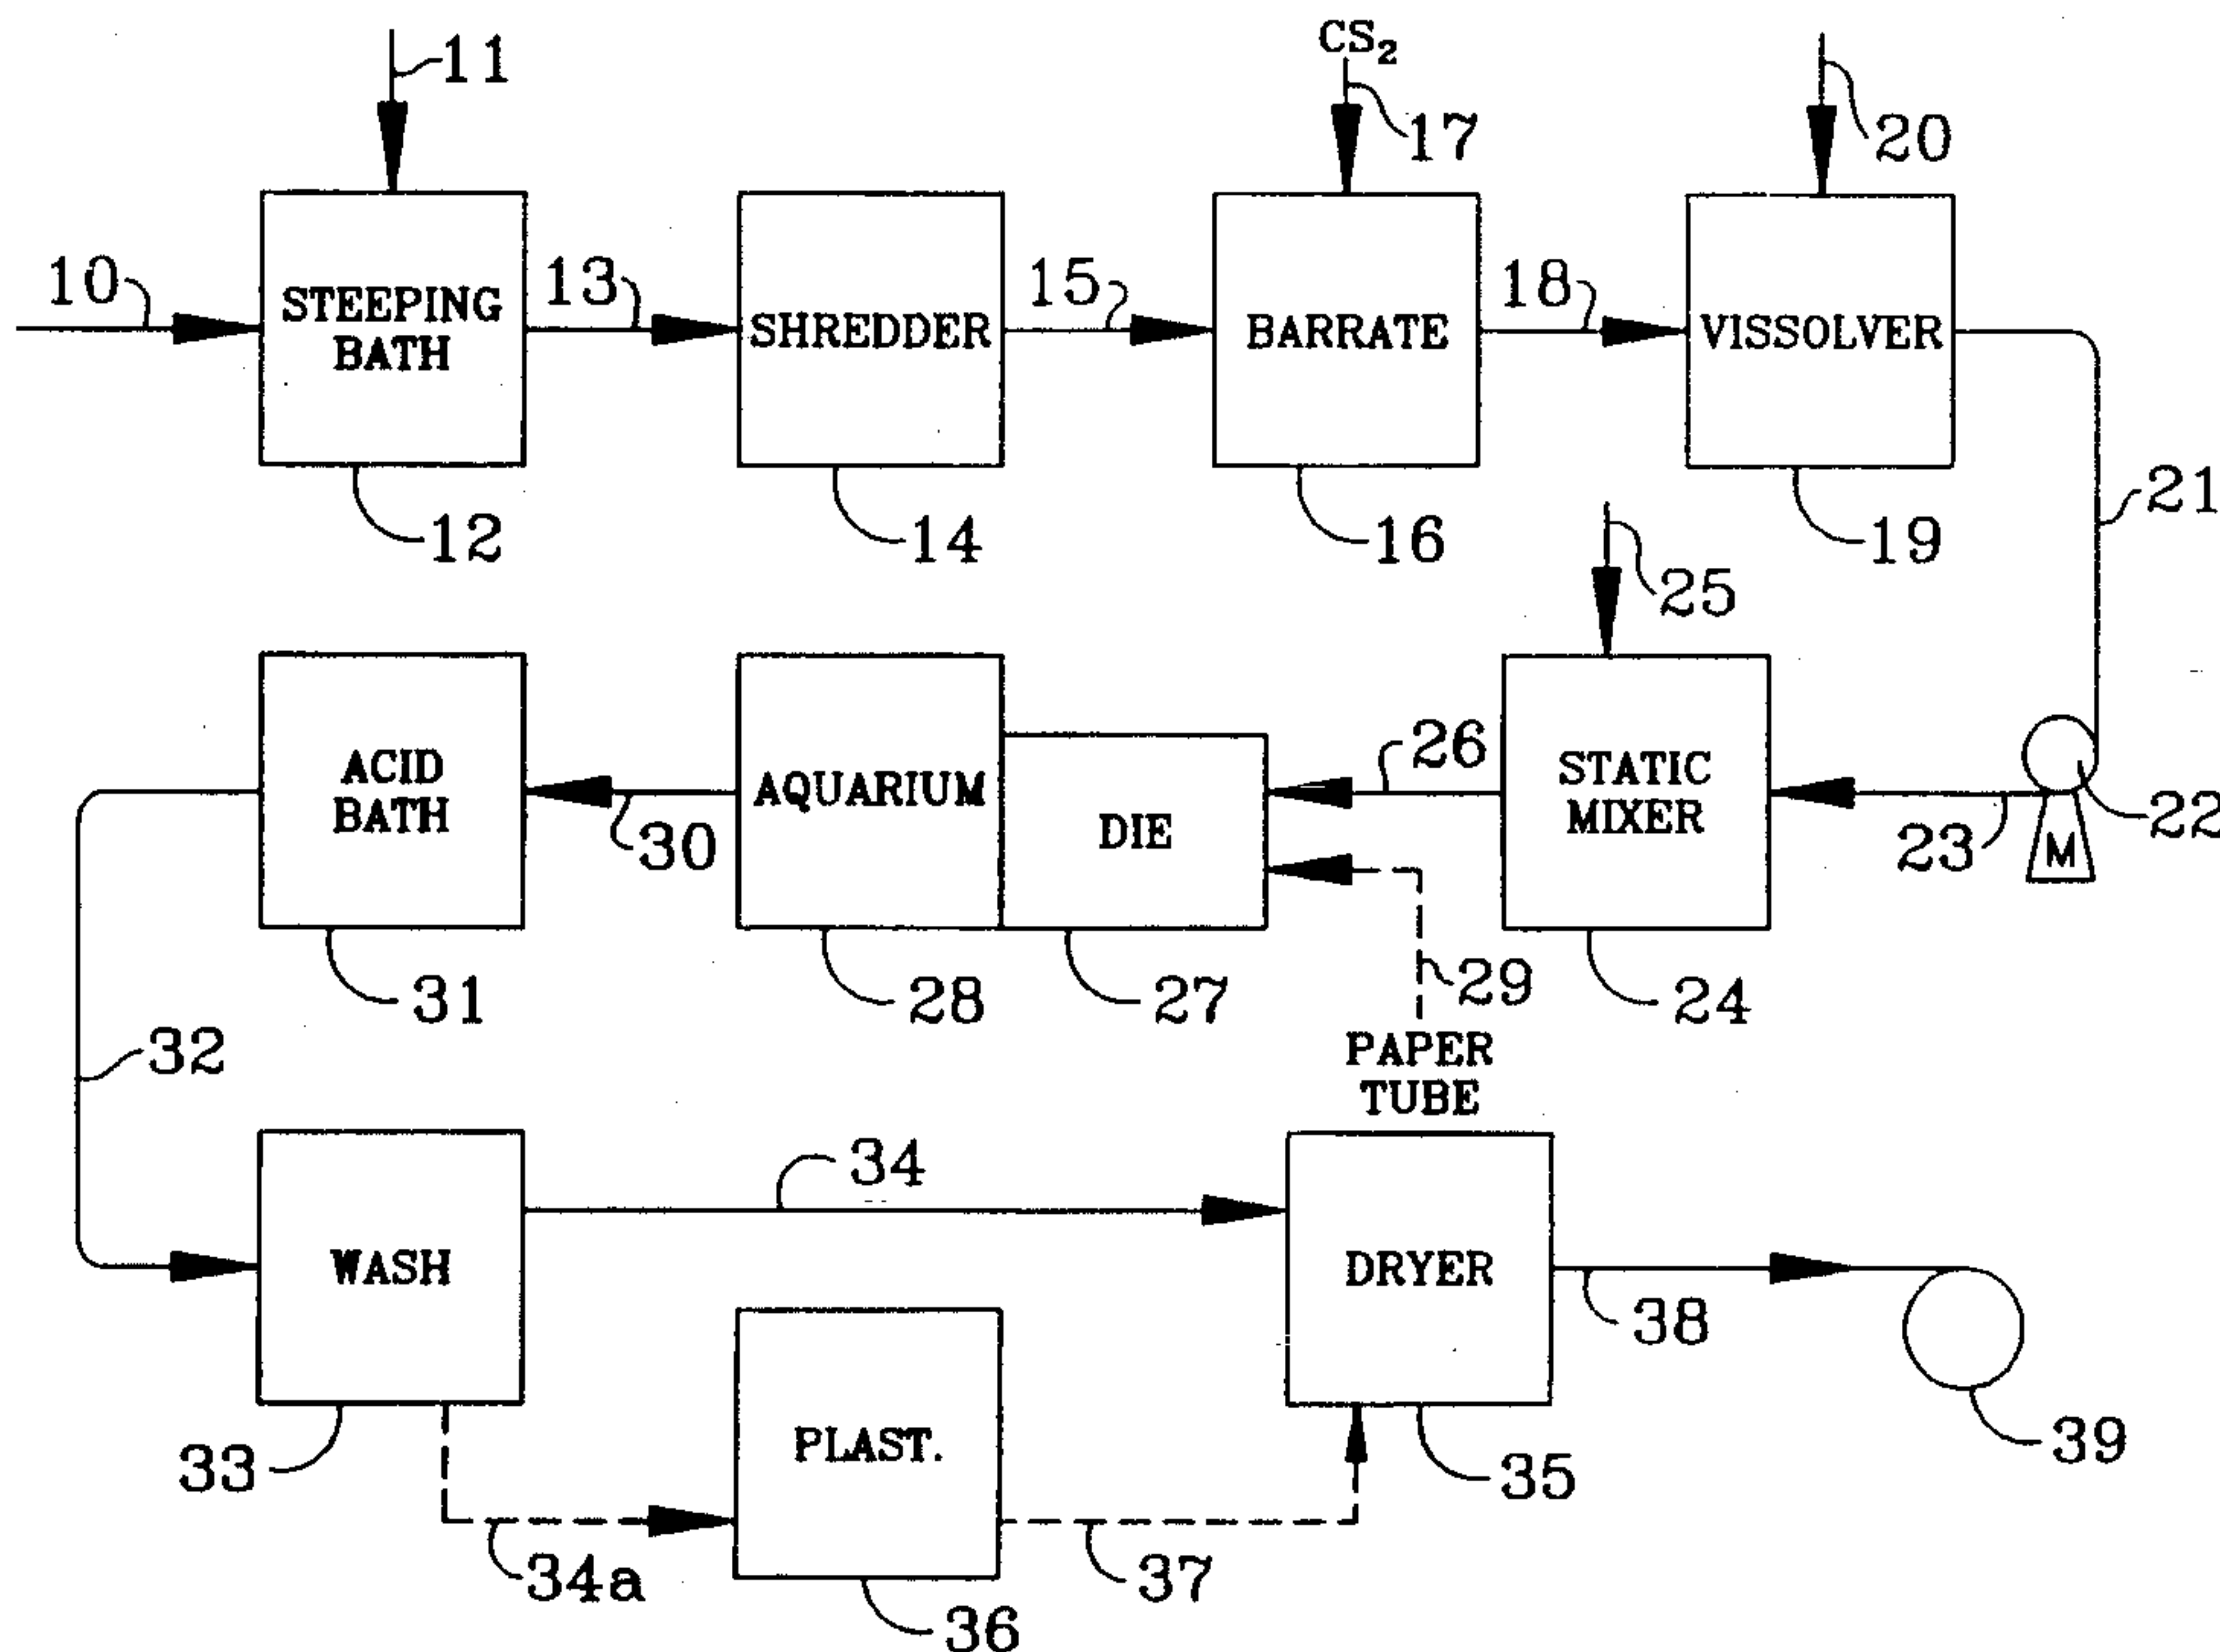 11
CS₂
17
20
10
STEEPING
BATH
13
SHREDDER
15
BARRATE
18
VISSOLVER
12
14
16
19
21
25
ACID
BATH
30
AQUARIUM
DIE
26
STATIC
MIXER
23
22
M
31
28
27
29
24
PAPER
TUBE
32
WASH
34
DRYER
38
39
33
PLAST.
35
34a
37
36